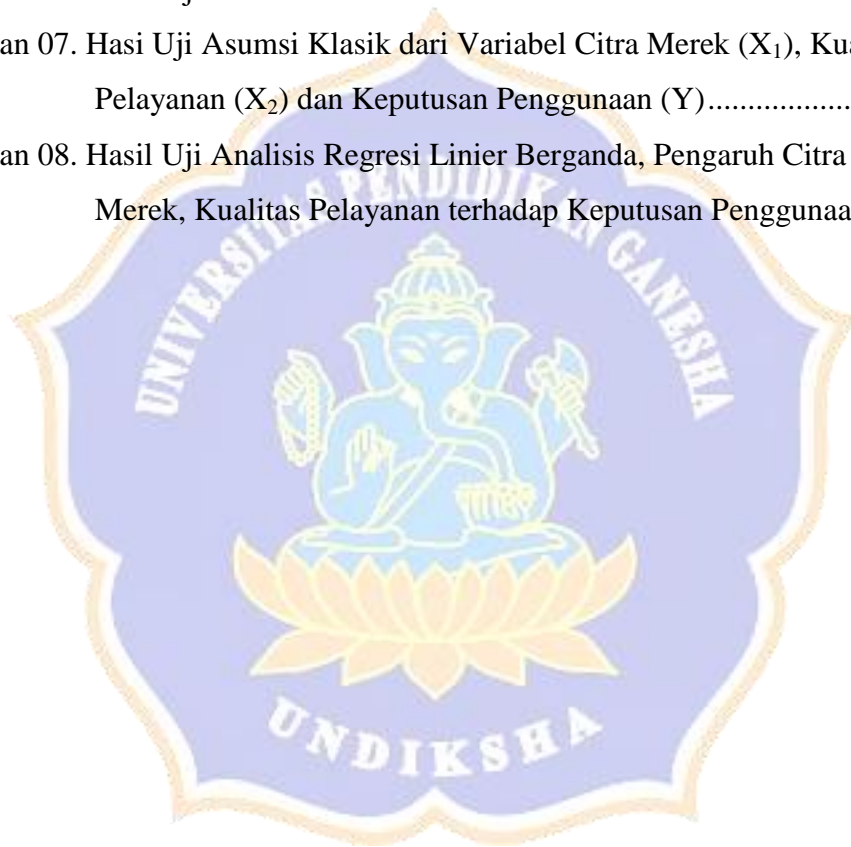 an 07. Hasi Uji Asumsi Klasik dari Variabel Citra Merek (X₁), Kua
Pelayanan (X₂) dan Keputusan Penggunaan (Y)..................
an 08. Hasil Uji Analisis Regresi Linier Berganda, Pengaruh Citra
Merek, Kualitas Pelayanan terhadap Keputusan Penggunaa
UNIVERSITAS PENDIDIKAN GANESHA
UNDIKSHA